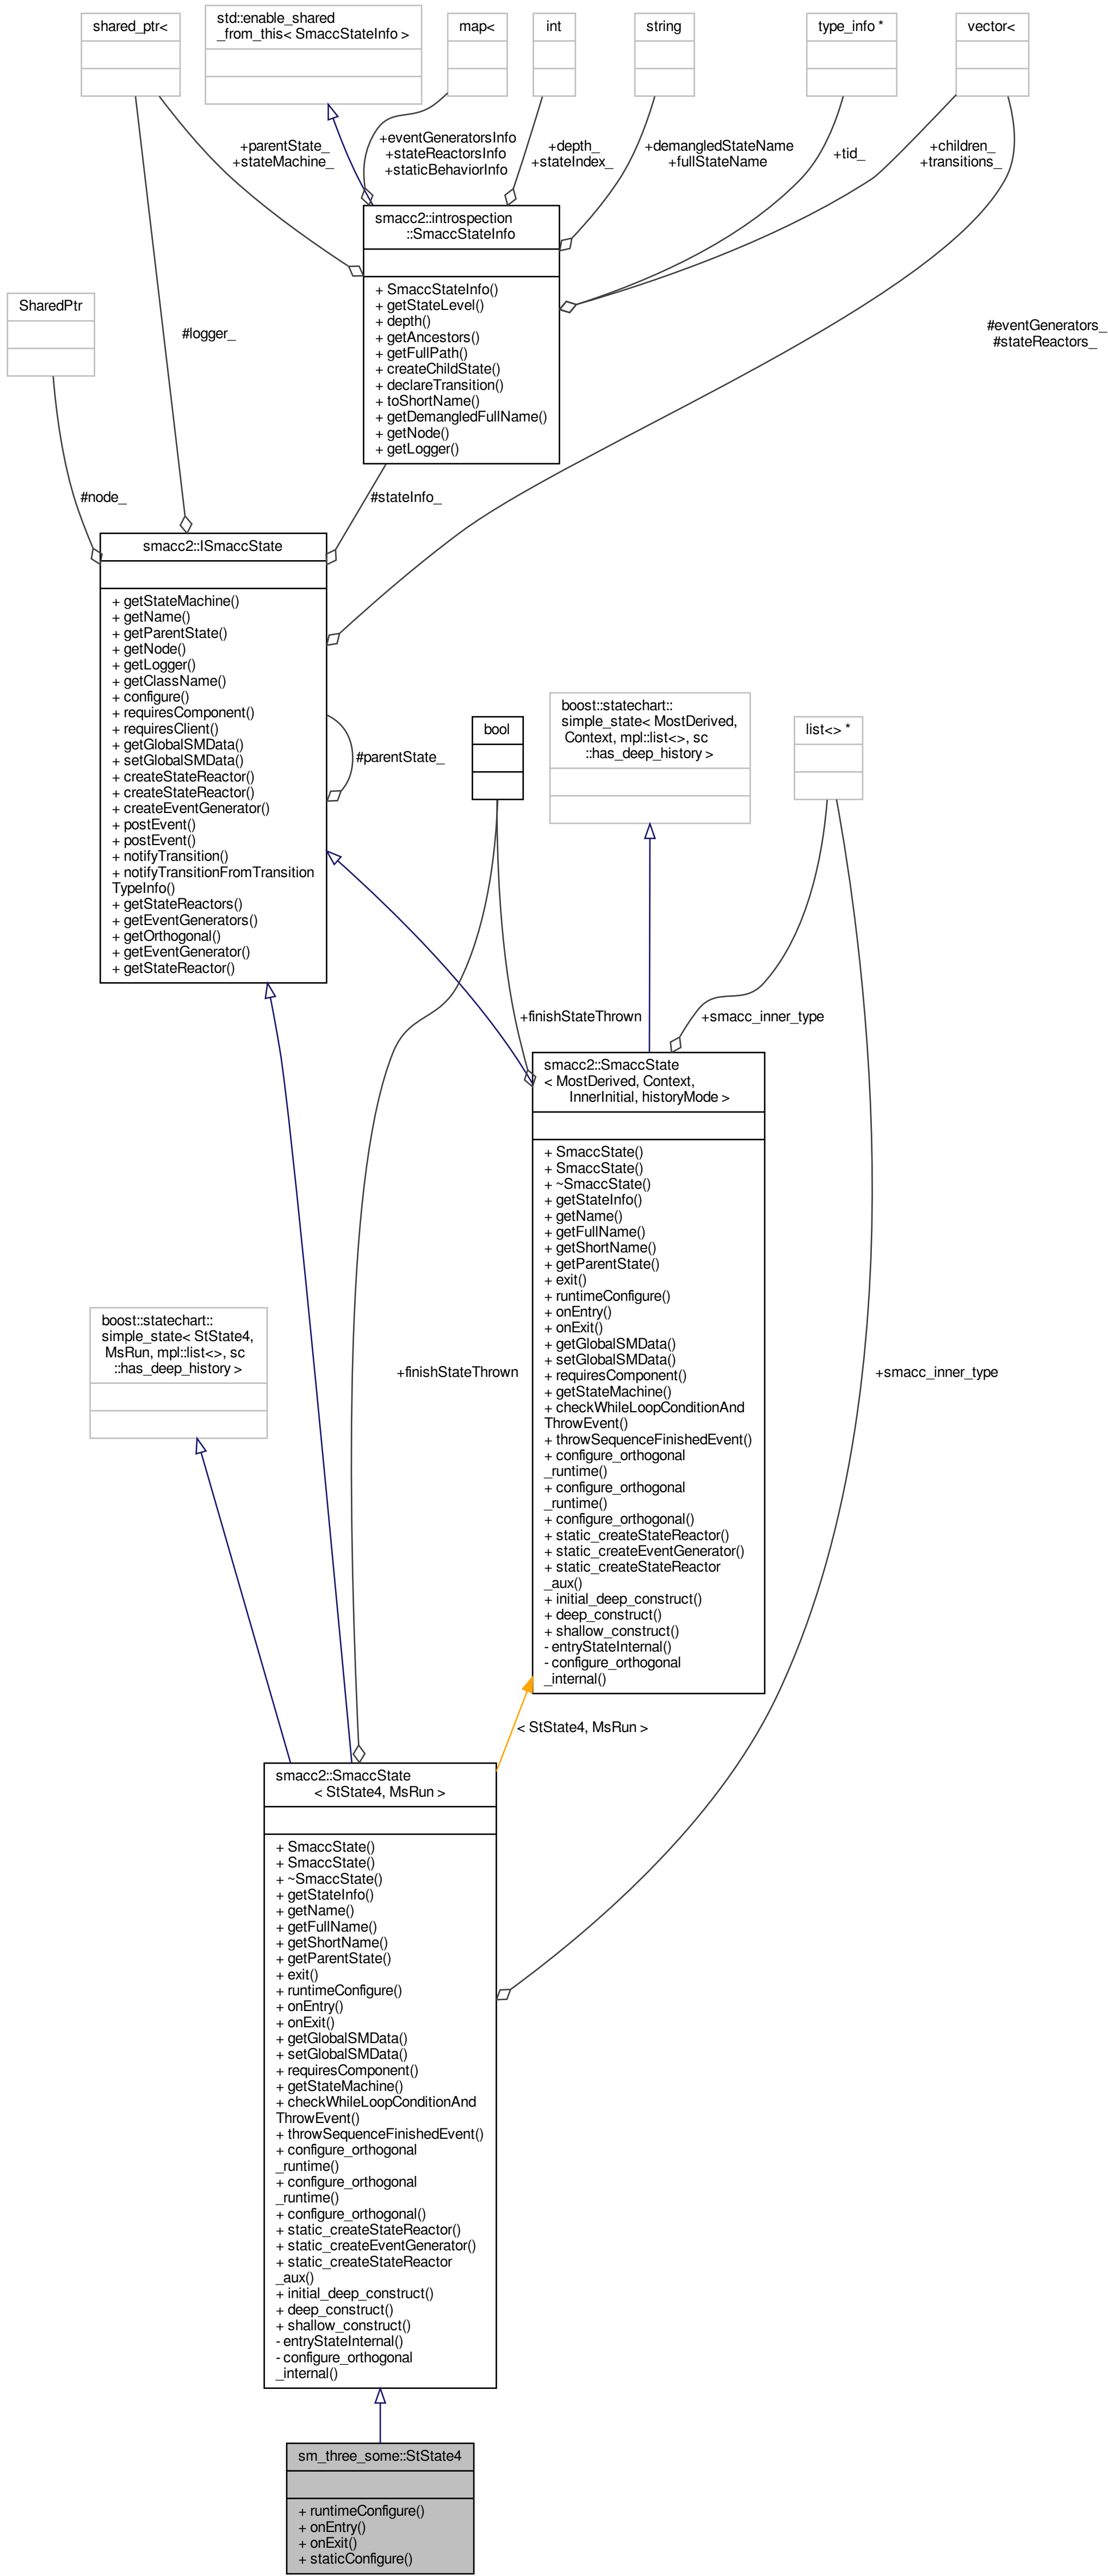 shared_ptr<
std::enable_shared
_from_this< SmaccStateInfo >
map<
int
string
type_info *
vector<
+parentState_
+stateMachine_
+eventGeneratorsInfo
+stateReactorsInfo
+staticBehaviorInfo
+depth_
+stateIndex_
+demangledStateName
+fullStateName
+tid_
+children_
+transitions_
smacc2::introspection
::SmaccStateInfo
+ SmaccStateInfo()
+ getStateLevel()
+ depth()
+ getAncestors()
+ getFullPath()
+ createChildState()
+ declareTransition()
+ toShortName()
+ getDemangledFullName()
+ getNode()
+ getLogger()
SharedPtr
#logger_
#eventGenerators_
#stateReactors_
#node_
#stateInfo_
smacc2::ISmaccState
+ getStateMachine()
+ getName()
+ getParentState()
+ getNode()
+ getLogger()
+ getClassName()
+ configure()
+ requiresComponent()
+ requiresClient()
+ getGlobalSMData()
+ setGlobalSMData()
+ createStateReactor()
+ createStateReactor()
+ createEventGenerator()
+ postEvent()
+ postEvent()
+ notifyTransition()
+ notifyTransitionFromTransition
TypeInfo()
+ getStateReactors()
+ getEventGenerators()
+ getOrthogonal()
+ getEventGenerator()
+ getStateReactor()
#parentState_
bool
boost::statechart::
simple_state< MostDerived,
Context, mpl::list<>, sc
::has_deep_history >
list<> *
+finishStateThrown
+smacc_inner_type
smacc2::SmaccState
< MostDerived, Context,
InnerInitial, historyMode >
+ SmaccState()
+ SmaccState()
+ ~SmaccState()
+ getStateInfo()
+ getName()
+ getFullName()
+ getShortName()
+ getParentState()
+ exit()
+ runtimeConfigure()
+ onEntry()
+ onExit()
+ getGlobalSMData()
+ setGlobalSMData()
+ requiresComponent()
+ getStateMachine()
+ checkWhileLoopConditionAnd
ThrowEvent()
+ throwSequenceFinishedEvent()
+ configure_orthogonal
_runtime()
+ configure_orthogonal
_runtime()
+ configure_orthogonal()
+ static_createStateReactor()
+ static_createEventGenerator()
+ static_createStateReactor
_aux()
+ initial_deep_construct()
+ deep_construct()
+ shallow_construct()
- entryStateInternal()
- configure_orthogonal
_internal()
boost::statechart::
simple_state< StState4,
MsRun, mpl::list<>, sc
::has_deep_history >
+finishStateThrown
+smacc_inner_type
< StState4, MsRun >
smacc2::SmaccState
< StState4, MsRun >
+ SmaccState()
+ SmaccState()
+ ~SmaccState()
+ getStateInfo()
+ getName()
+ getFullName()
+ getShortName()
+ getParentState()
+ exit()
+ runtimeConfigure()
+ onEntry()
+ onExit()
+ getGlobalSMData()
+ setGlobalSMData()
+ requiresComponent()
+ getStateMachine()
+ checkWhileLoopConditionAnd
ThrowEvent()
+ throwSequenceFinishedEvent()
+ configure_orthogonal
_runtime()
+ configure_orthogonal
_runtime()
+ configure_orthogonal()
+ static_createStateReactor()
+ static_createEventGenerator()
+ static_createStateReactor
_aux()
+ initial_deep_construct()
+ deep_construct()
+ shallow_construct()
- entryStateInternal()
- configure_orthogonal
_internal()
sm_three_some::StState4
+ runtimeConfigure()
+ onEntry()
+ onExit()
+ staticConfigure()